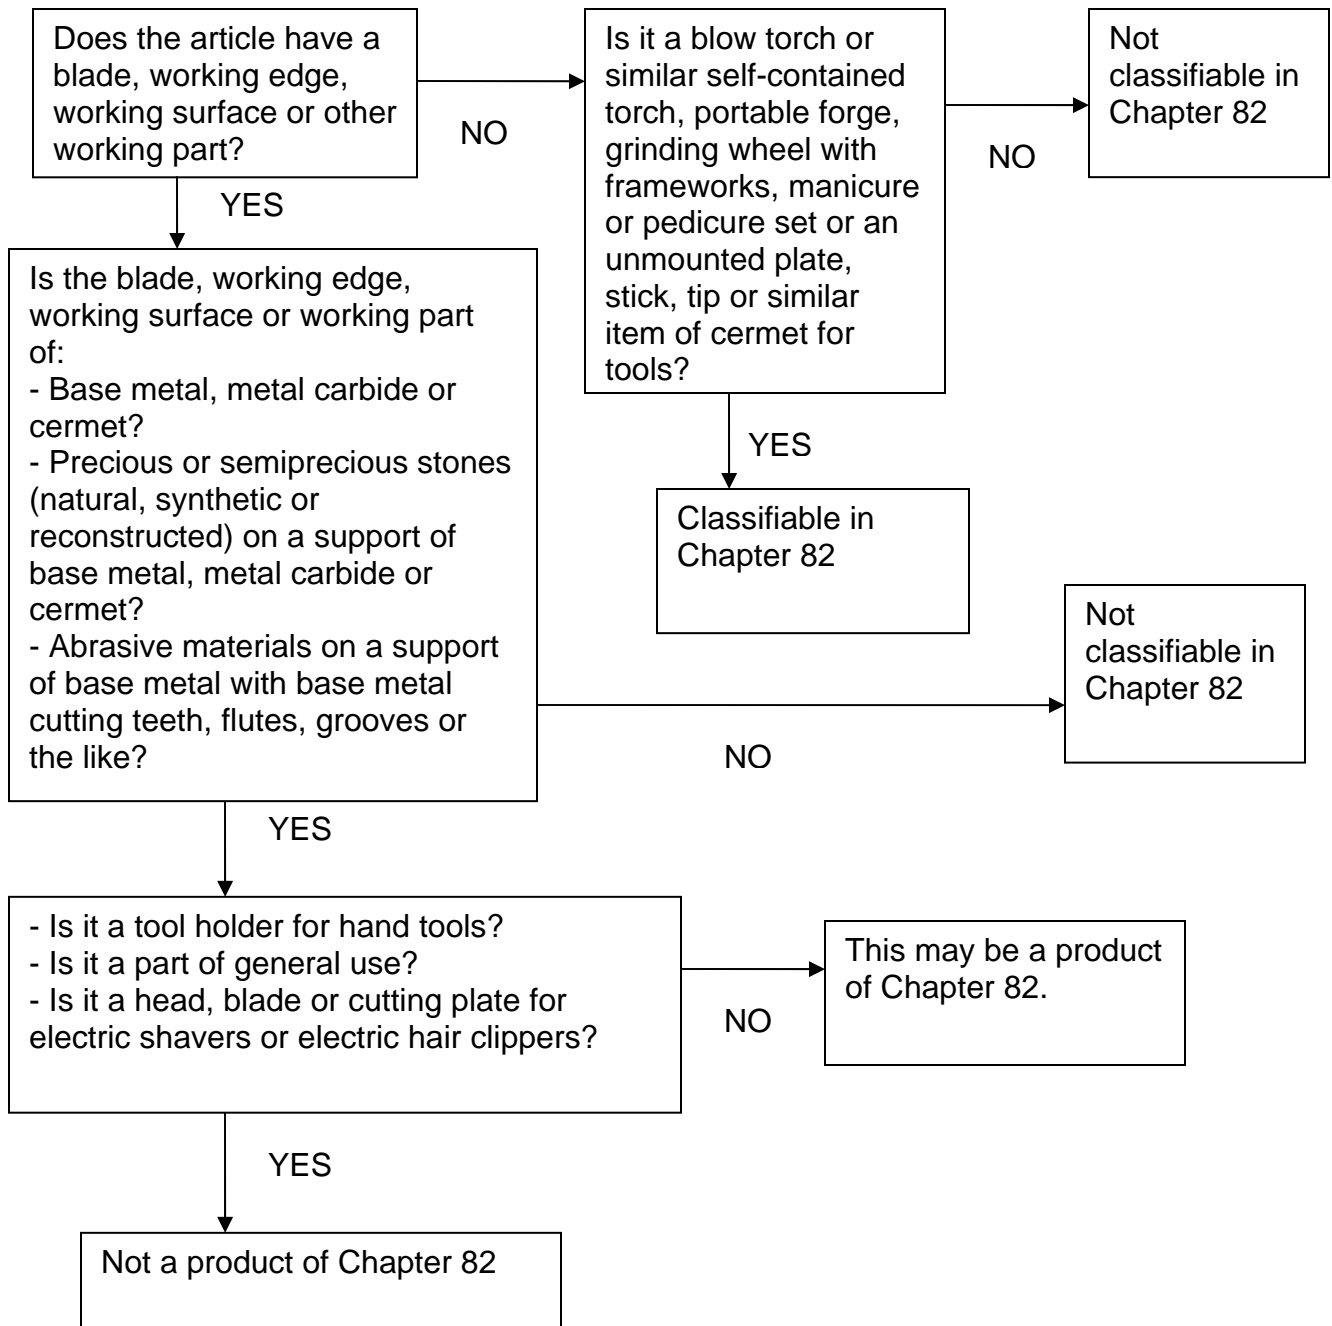 Does the article have a
blade, working edge,
working surface or other
working part?
NO
Is it a blow torch or
similar self-contained
torch, portable forge,
grinding wheel with
frameworks, manicure
or pedicure set or an
unmounted plate,
stick, tip or similar
item of cermet for
tools?
NO
Not
classifiable in
Chapter 82
YES
YES
Classifiable in
Chapter 82
Is the blade, working edge,
working surface or working part
of:
- Base metal, metal carbide or
cermet?
- Precious or semiprecious stones
(natural, synthetic or
reconstructed) on a support of
base metal, metal carbide or
cermet?
- Abrasive materials on a support
of base metal with base metal
cutting teeth, flutes, grooves or
the like?
NO
Not
classifiable in
Chapter 82
YES
- Is it a tool holder for hand tools?
- Is it a part of general use?
- Is it a head, blade or cutting plate for
electric shavers or electric hair clippers?
NO
This may be a product
of Chapter 82.
YES
Not a product of Chapter 82